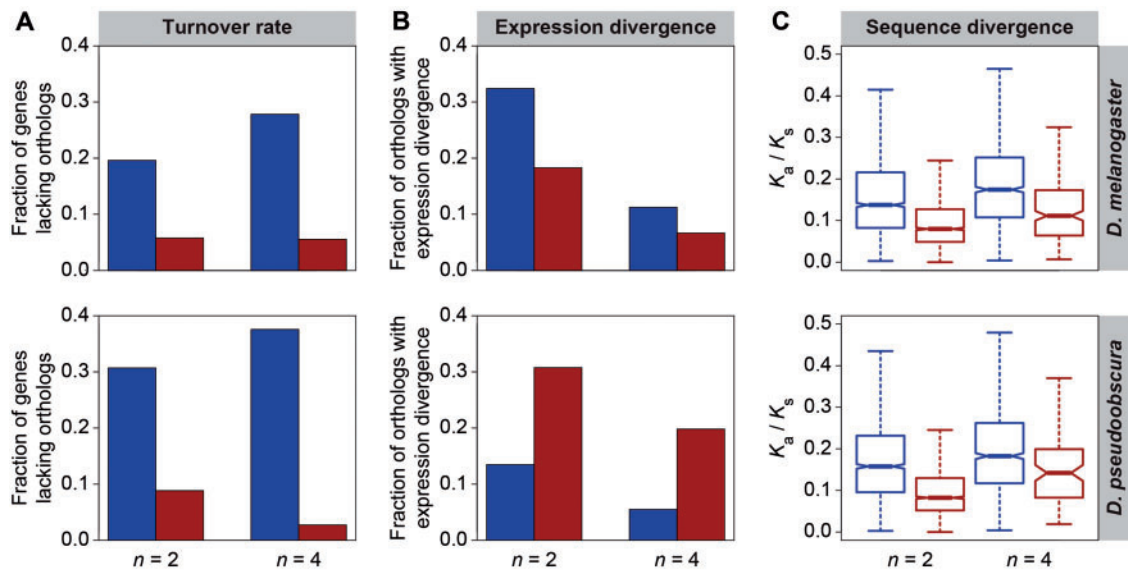 A
Turnover rate
B
Expression divergence
C
Sequence divergence
Fraction of genes
lacking orthologs
0.4
0.3
0.2
0.1
0.0
Fraction of orthologs with
expression divergence
0.4
0.3
0.2
0.1
0.0
Ka / Ks
0.5
0.4
0.3
0.2
0.1
0.0
D. melanogaster
Fraction of genes
lacking orthologs
0.4
0.3
0.2
0.1
0.0
n = 2
n = 4
Fraction of orthologs with
expression divergence
0.4
0.3
0.2
0.1
0.0
n = 2
n = 4
Ka / Ks
0.5
0.4
0.3
0.2
0.1
0.0
n = 2
n = 4
D. pseudoobscura